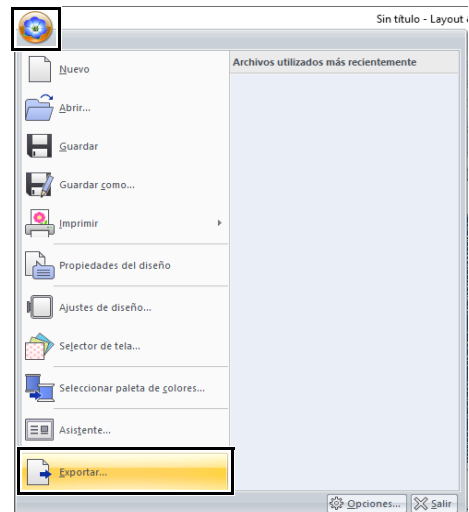 Sin título - Layout &
Nuevo
Archivos utilizados más recientemente
Abrir...
Guardar
Guardar como...
Imprimir
Propiedades del diseño
Ajustes de diseño...
Selector de tela...
Seleccionar paleta de colores...
Asistente...
Exportar...
Opciones...
Salir